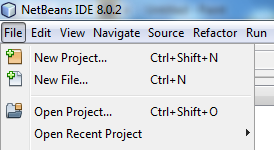 NetBeans IDE 8.0.2
File Edit View Navigate Source Refactor Run
New Project... Ctrl+Shift+N
New File... Ctrl+N
Open Project... Ctrl+Shift+O
Open Recent Project